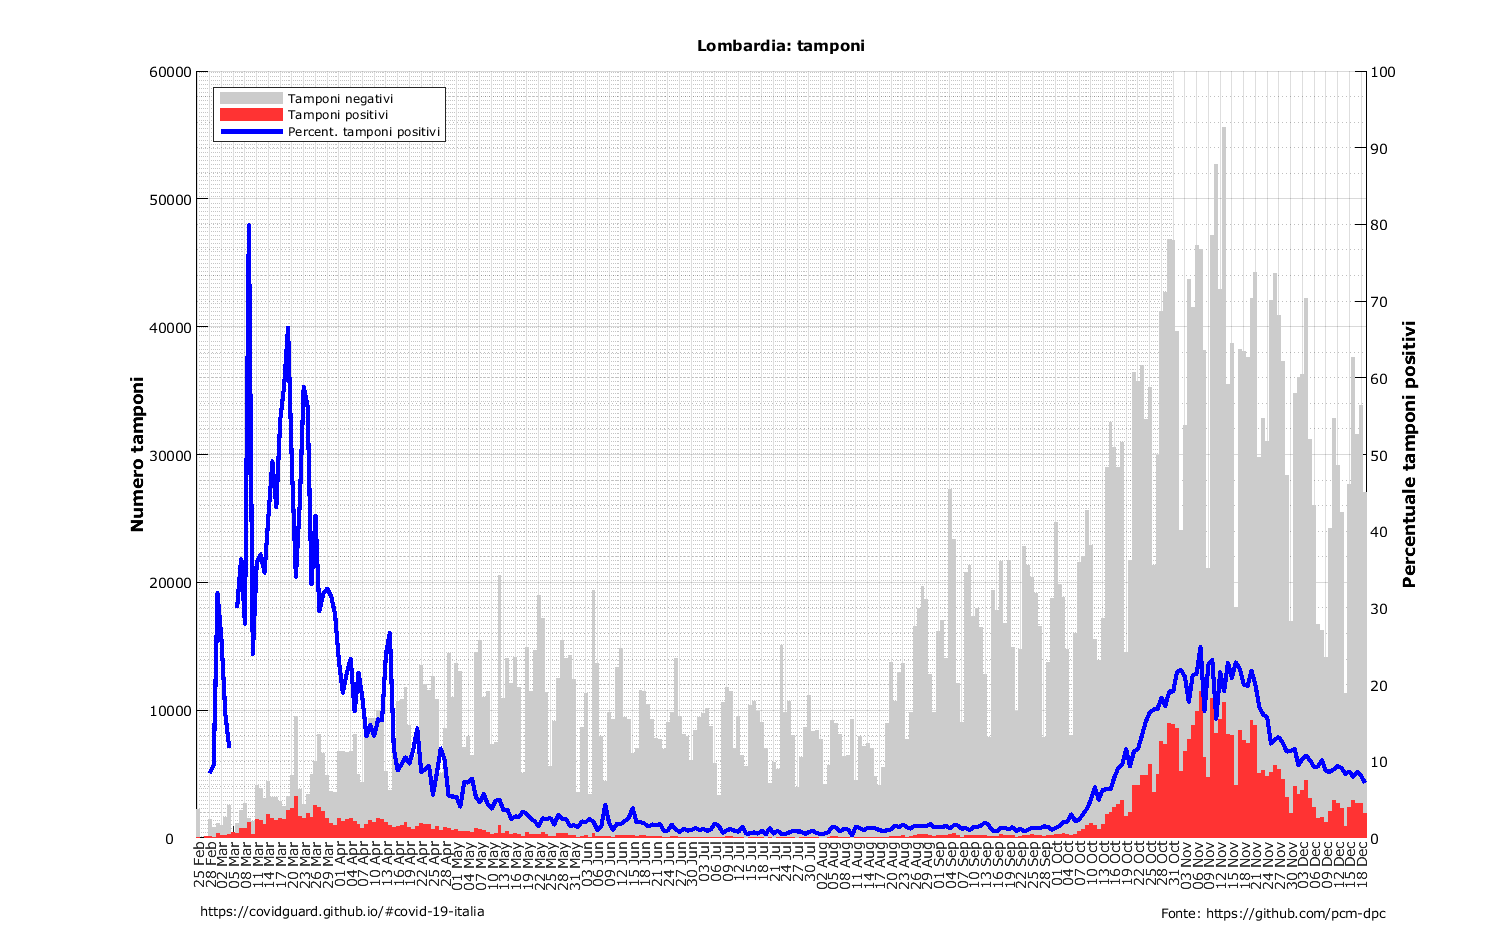 Lombardia: tamponi
Tamponi negativi
Tamponi positivi
Percent. tamponi positivi
Numero tamponi
60000
50000
40000
30000
20000
10000
0
Percentuale tamponi positivi
100
90
80
70
60
50
40
30
20
10
0
25 Feb
28 Feb
02 Mar
05 Mar
08 Mar
11 Mar
14 Mar
17 Mar
20 Mar
23 Mar
26 Mar
29 Mar
01 Apr
04 Apr
07 Apr
10 Apr
13 Apr
16 Apr
19 Apr
22 Apr
25 Apr
28 Apr
01 May
04 May
07 May
10 May
13 May
16 May
19 May
22 May
25 May
28 May
31 May
03 Jun
06 Jun
09 Jun
12 Jun
15 Jun
18 Jun
21 Jun
24 Jun
27 Jun
30 Jun
03 Jul
06 Jul
09 Jul
12 Jul
15 Jul
18 Jul
21 Jul
24 Jul
27 Jul
30 Jul
02 Aug
05 Aug
08 Aug
11 Aug
14 Aug
17 Aug
20 Aug
23 Aug
26 Aug
29 Aug
01 Sep
04 Sep
07 Sep
10 Sep
13 Sep
16 Sep
19 Sep
22 Sep
25 Sep
28 Sep
01 Oct
04 Oct
07 Oct
10 Oct
13 Oct
16 Oct
19 Oct
22 Oct
25 Oct
28 Oct
31 Oct
03 Nov
06 Nov
09 Nov
12 Nov
15 Nov
18 Nov
21 Nov
24 Nov
27 Nov
30 Nov
03 Dec
06 Dec
09 Dec
12 Dec
15 Dec
18 Dec
https://covidguard.github.io/#covid-19-italia
Fonte: https://github.com/pcm-dpc